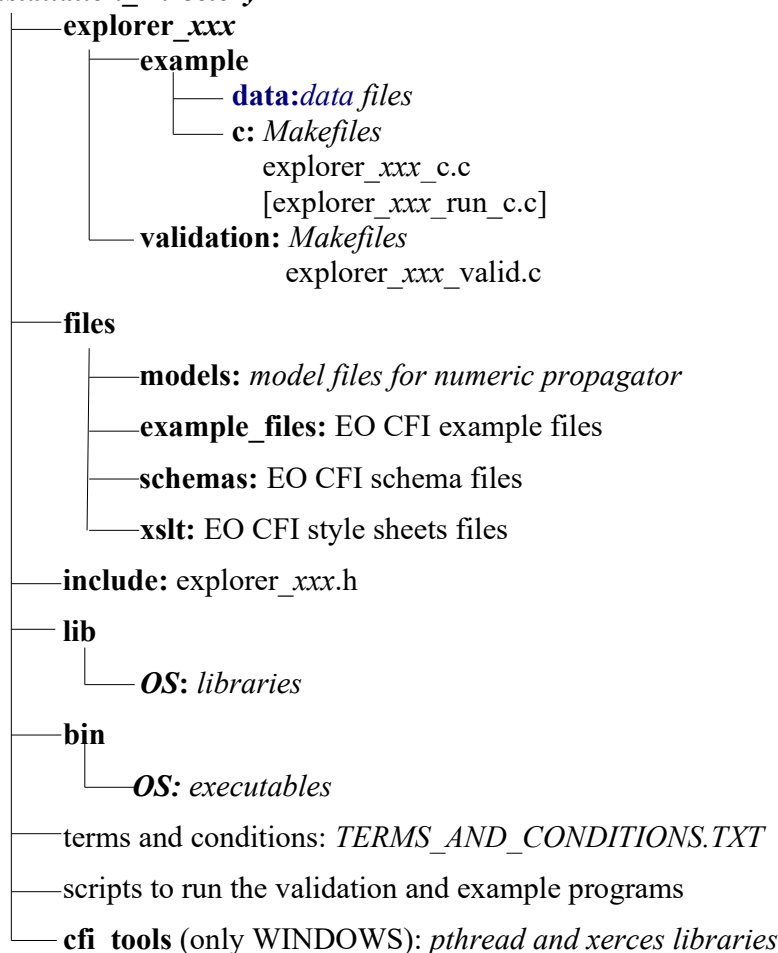 explorer_xxx
example
data:data files
c: Makefiles
explorer_xxx_c.c
[explorer_xxx_run_c.c]
validation: Makefiles
explorer_xxx_valid.c
files
models: model files for numeric propagator
example_files: EO CFI example files
schemas: EO CFI schema files
xslt: EO CFI style sheets files
include: explorer_xxx.h
lib
OS: libraries
bin
OS: executables
terms and conditions: TERMS_AND_CONDITIONS.TXT
scripts to run the validation and example programs
cfi_tools (only WINDOWS): pthread and xerces libraries